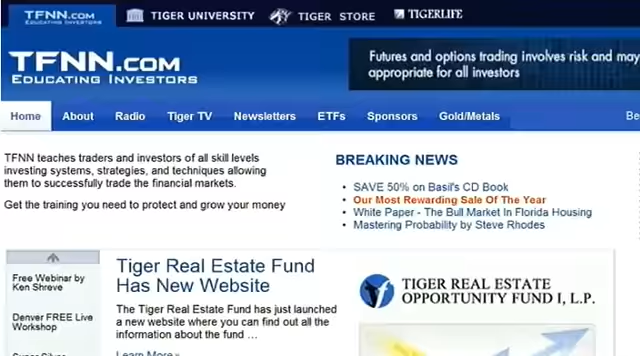 TFNN.COM
EDUCATING INVESTORS
TIGER UNIVERSITY
TIGER STORE
TIGERLIFE
TFNN.COM
EDUCATING INVESTORS
Futures and options trading involves risk and may
appropriate for all investors
Home About Radio Tiger TV Newsletters ETFs Sponsors Gold/Metals Be
TFNN teaches traders and investors of all skill levels
investing systems, strategies, and techniques allowing
them to successfully trade the financial markets.
Get the training you need to protect and grow your money
BREAKING NEWS
SAVE 50% on Basil's CD Book
Our Most Rewarding Sale Of The Year
White Paper - The Bull Market In Florida Housing
Mastering Probability by Steve Rhodes
Free Webinar by
Ken Shreve
Denver FREE Live
Workshop
Super Silver
Tiger Real Estate Fund
Has New Website
The Tiger Real Estate Fund has just launched
a new website where you can find out all the
information about the fund ...
Learn More
TIGER REAL ESTATE
OPPORTUNITY FUND I, L.P.